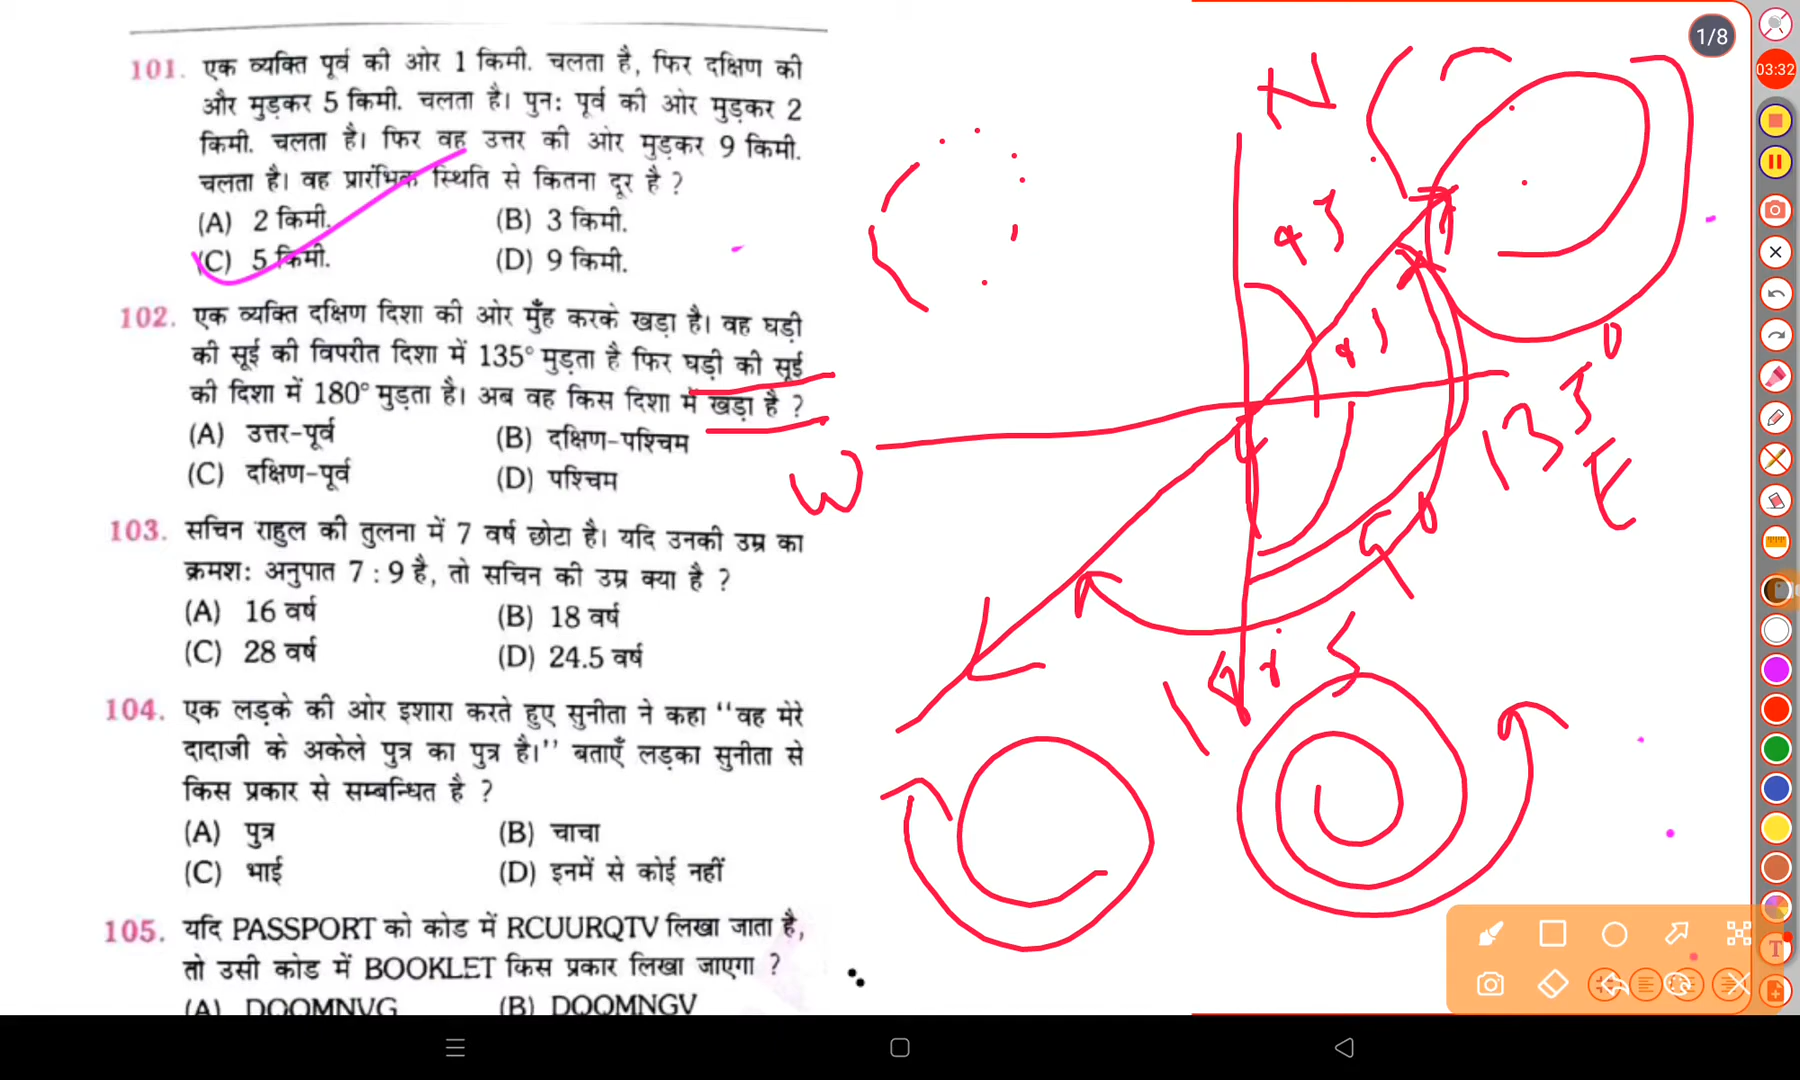 101. एक व्यक्ति पूर्व की ओर 1 किमी. चलता है, फिर दक्षिण की
और मुड़कर 5 किमी. चलता है। पुन: पूर्व की ओर मुड़कर 2
किमी. चलता है। फिर वह उत्तर की ओर मुड़कर 9 किमी.
चलता है। वह प्रारंभिक स्थिति से कितना दूर है ?
(A) 2 किमी. (B) 3 किमी.
(C) 5 किमी. (D) 9 किमी.
102. एक व्यक्ति दक्षिण दिशा की ओर मुँह करके खड़ा है। वह घड़ी
की सूई की विपरीत दिशा में 135° मुड़ता है फिर घड़ी की सूई
की दिशा में 180° मुड़ता है। अब वह किस दिशा में खड़ा है ?
(A) उत्तर-पूर्व (B) दक्षिण-पश्चिम
(C) दक्षिण-पूर्व (D) पश्चिम
103. सचिन राहुल की तुलना में 7 वर्ष छोटा है। यदि उनकी उम्र का
क्रमश: अनुपात 7 : 9 है, तो सचिन की उम्र क्या है ?
(A) 16 वर्ष (B) 18 वर्ष
(C) 28 वर्ष (D) 24.5 वर्ष
104. एक लड़के की ओर इशारा करते हुए सुनीता ने कहा ‘‘वह मेरे
दादाजी के अकेले पुत्र का पुत्र है।’’ बताएँ लड़का सुनीता से
किस प्रकार से सम्बन्धित है ?
(A) पुत्र (B) चाचा
(C) भाई (D) इनमें से कोई नहीं
105. यदि PASSPORT को कोड में RCUURQTV लिखा जाता है,
तो उसी कोड में BOOKLET किस प्रकार लिखा जाएगा ?
(A) DQQMNVG (B) DQQMNGV
N
45
45
W
135
E
S
1/8
03:32